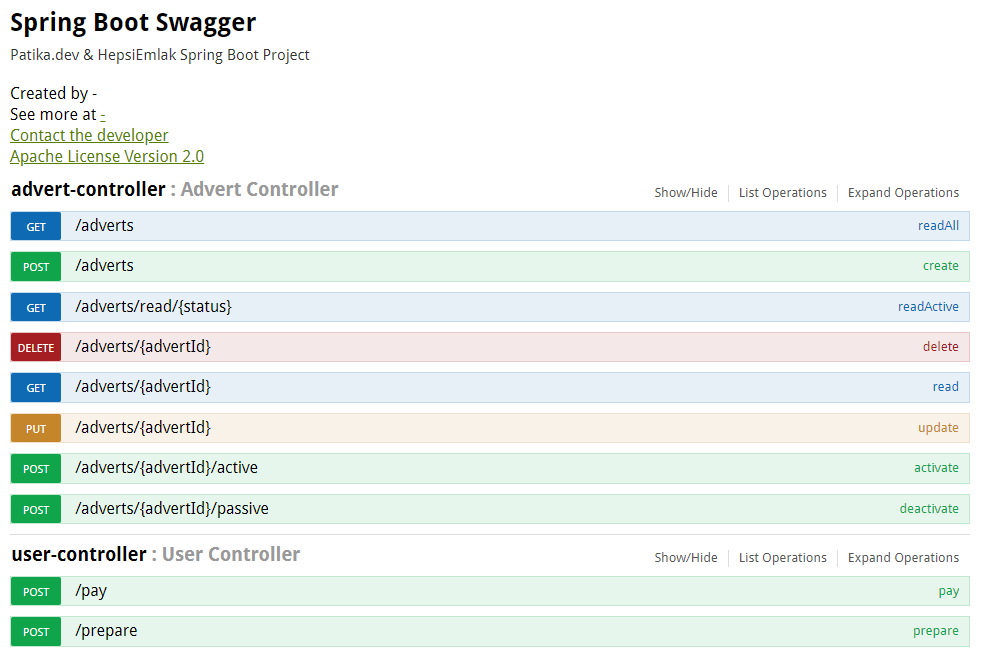 Spring Boot Swagger
Patika.dev & HepsiEmlak Spring Boot Project
Created by -
See more at -
Contact the developer
Apache License Version 2.0
advert-controller : Advert Controller Show/Hide List Operations Expand Operations
GET /adverts readAll
POST /adverts create
GET /adverts/read/{status} readActive
DELETE /adverts/{advertId} delete
GET /adverts/{advertId} read
PUT /adverts/{advertId} update
POST /adverts/{advertId}/active activate
POST /adverts/{advertId}/passive deactivate
user-controller : User Controller Show/Hide List Operations Expand Operations
POST /pay pay
POST /prepare prepare